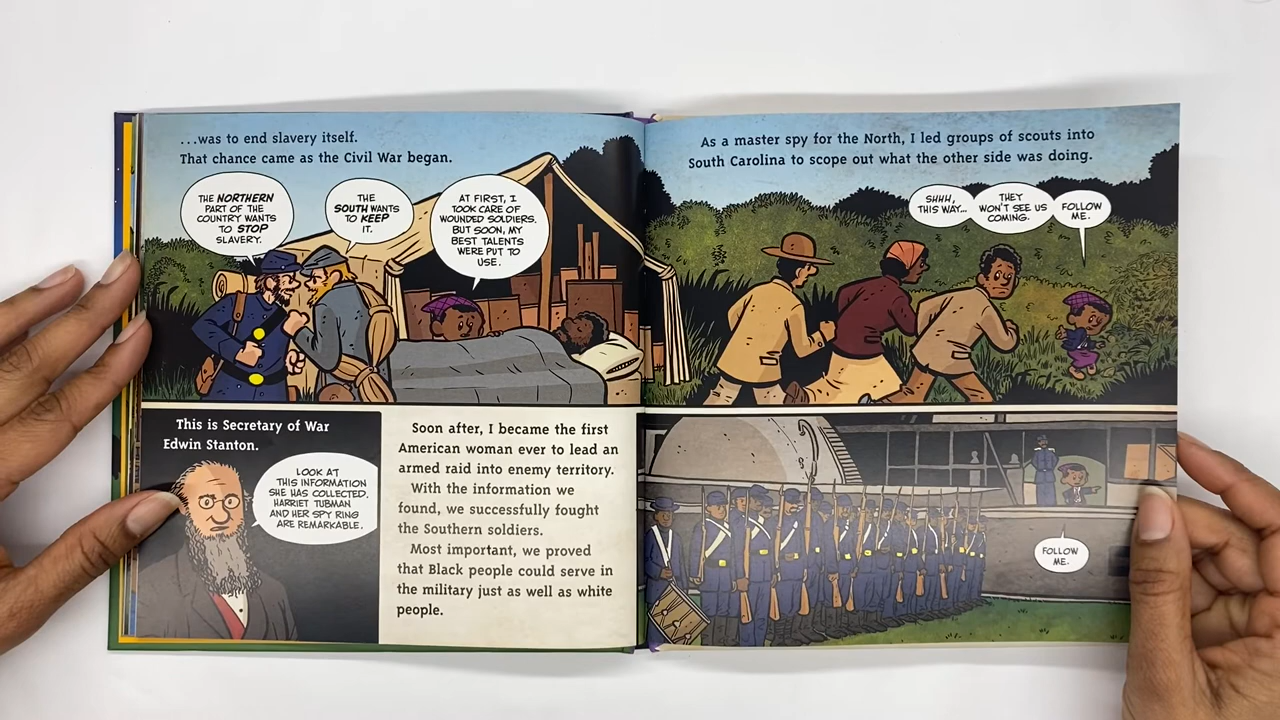 ...was to end slavery itself.
That chance came as the Civil War began.
THE NORTHERN
PART OF THE
COUNTRY WANTS
TO STOP
SLAVERY.
THE
SOUTH WANTS
TO KEEP
IT.
AT FIRST, I
TOOK CARE OF
WOUNDED SOLDIERS.
BUT SOON, MY
BEST TALENTS
WERE PUT TO
USE.
This is Secretary of War
Edwin Stanton.
LOOK AT
THIS INFORMATION
SHE HAS COLLECTED.
HARRIET TUBMAN
AND HER SPY RING
ARE REMARKABLE.
Soon after, I became the first
American woman ever to lead an
armed raid into enemy territory.
With the information we
found, we successfully fought
the Southern soldiers.
Most important, we proved
that Black people could serve in
the military just as well as white
people.
As a master spy for the North, I led groups of scouts into
South Carolina to scope out what the other side was doing.
SHHH,
THIS WAY...
THEY
WON'T SEE US
COMING.
FOLLOW
ME.
FOLLOW
ME.